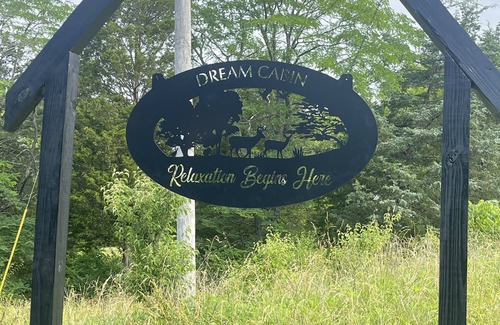 DREAM CABIN
Relaxation Begins Here